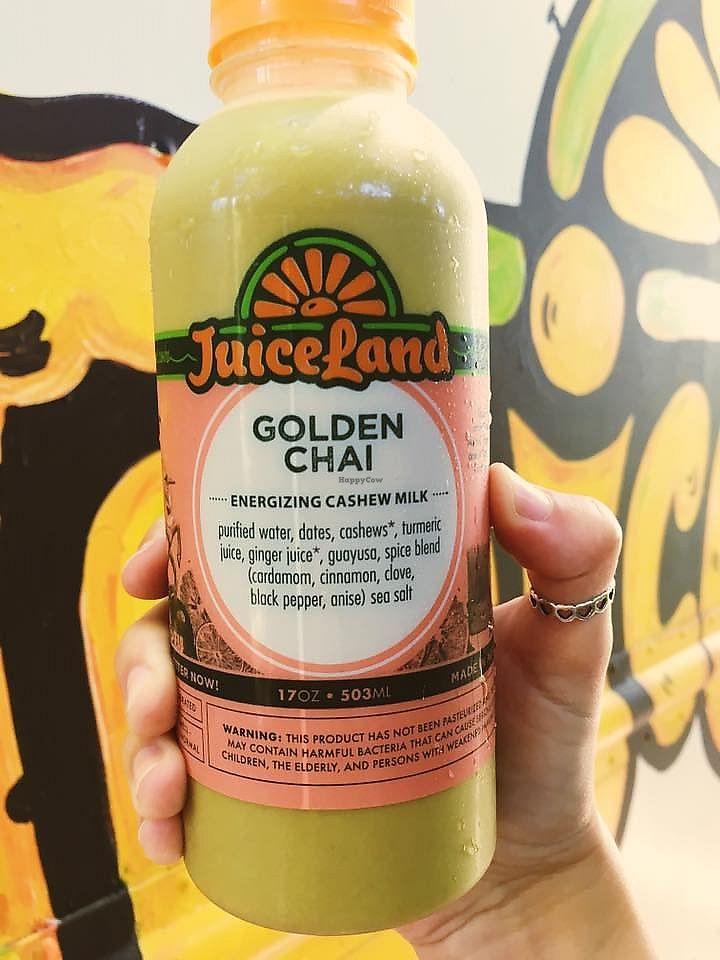 JuiceLand
GOLDEN
CHAI
HappyCow
ENERGIZING CASHEW MILK
purified water, dates, cashews*, turmeric
juice, ginger juice*, guayusa, spice blend
(cardamom, cinnamon, clove,
black pepper, anise) sea salt
NOW!
17OZ • 503ML
MADE
WARNING: THIS PRODUCT HAS NOT BEEN PASTEURIZED
MAY CONTAIN HARMFUL BACTERIA THAT CAN CAUSE
CHILDREN, THE ELDERLY, AND PERSONS WITH WEAKENED